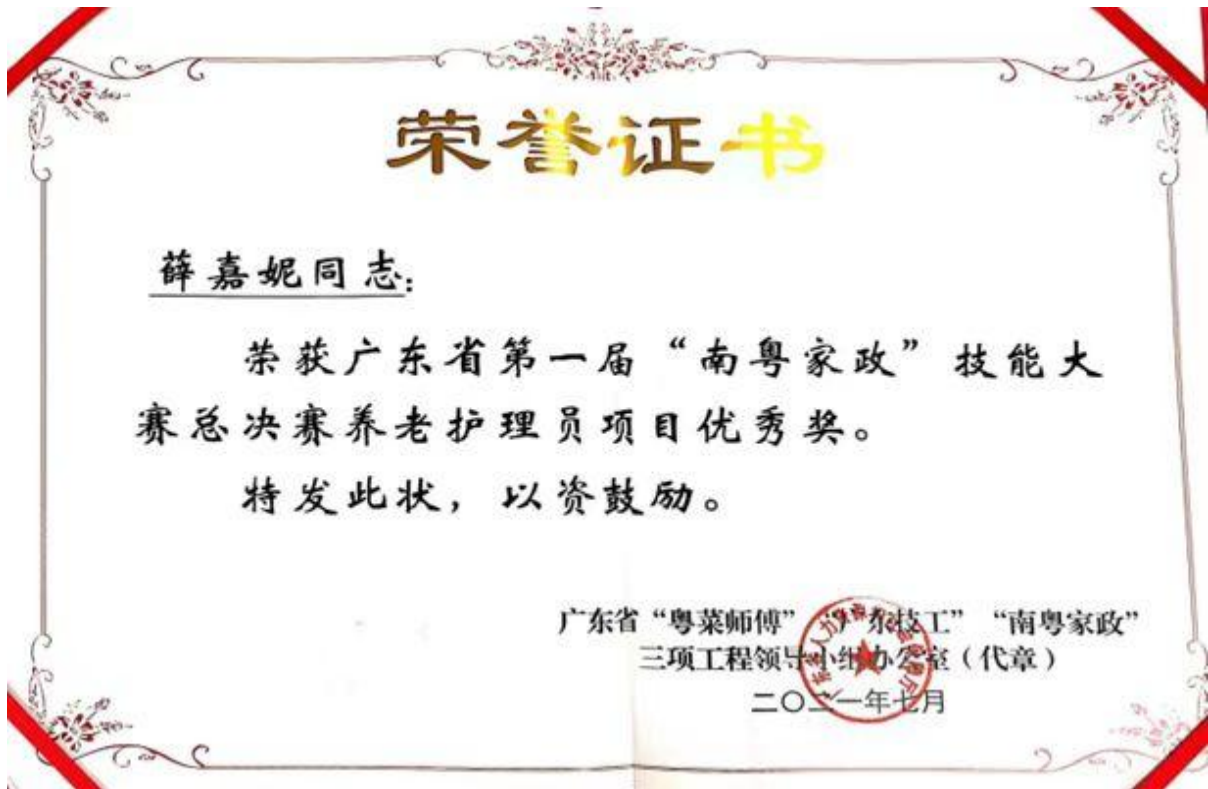 荣誉证书
薛嘉妮同志：
荣获广东省第一届“南粤家政”技能大
赛总决赛养老护理员项目优秀奖。
特发此状，以资鼓励。
广东省“粤菜师傅”“广东技工”“南粤家政”
三项工程领导小组办公室（代章）
二〇二一年七月